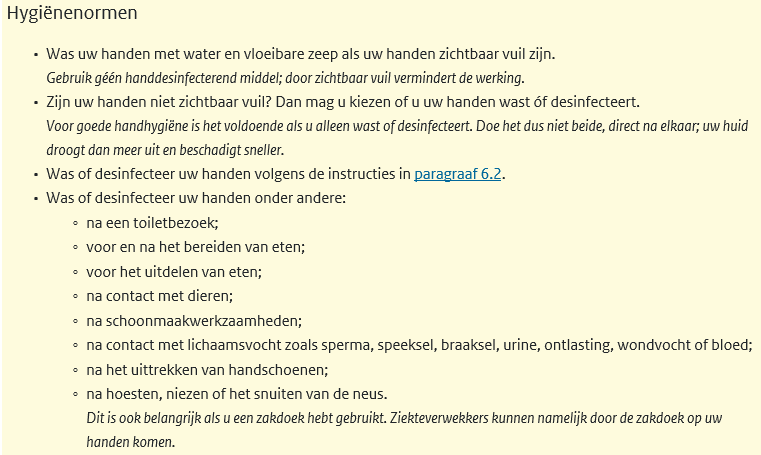 Hygiënenormen
• Was uw handen met water en vloeibare zeep als uw handen zichtbaar vuil zijn.
Gebruik géén handdesinfecterend middel; door zichtbaar vuil vermindert de werking.
• Zijn uw handen niet zichtbaar vuil? Dan mag u kiezen of u uw handen wast óf desinfecteert.
Voor goede handhygiëne is het voldoende als u alleen wast of desinfecteert. Doe het dus niet beide, direct na elkaar; uw huid
droogt dan meer uit en beschadigt sneller.
• Was of desinfecteer uw handen volgens de instructies in paragraaf 6.2.
• Was of desinfecteer uw handen onder andere:
◦ na een toiletbezoek;
◦ voor en na het bereiden van eten;
◦ voor het uitdelen van eten;
◦ na contact met dieren;
◦ na schoonmaakwerkzaamheden;
◦ na contact met lichaamsvocht zoals sperma, speeksel, braaksel, urine, ontlasting, wondvocht of bloed;
◦ na het uittrekken van handschoenen;
◦ na hoesten, niezen of het snuiten van de neus.
Dit is ook belangrijk als u een zakdoek hebt gebruikt. Ziekteverwekkers kunnen namelijk door de zakdoek op uw
handen komen.